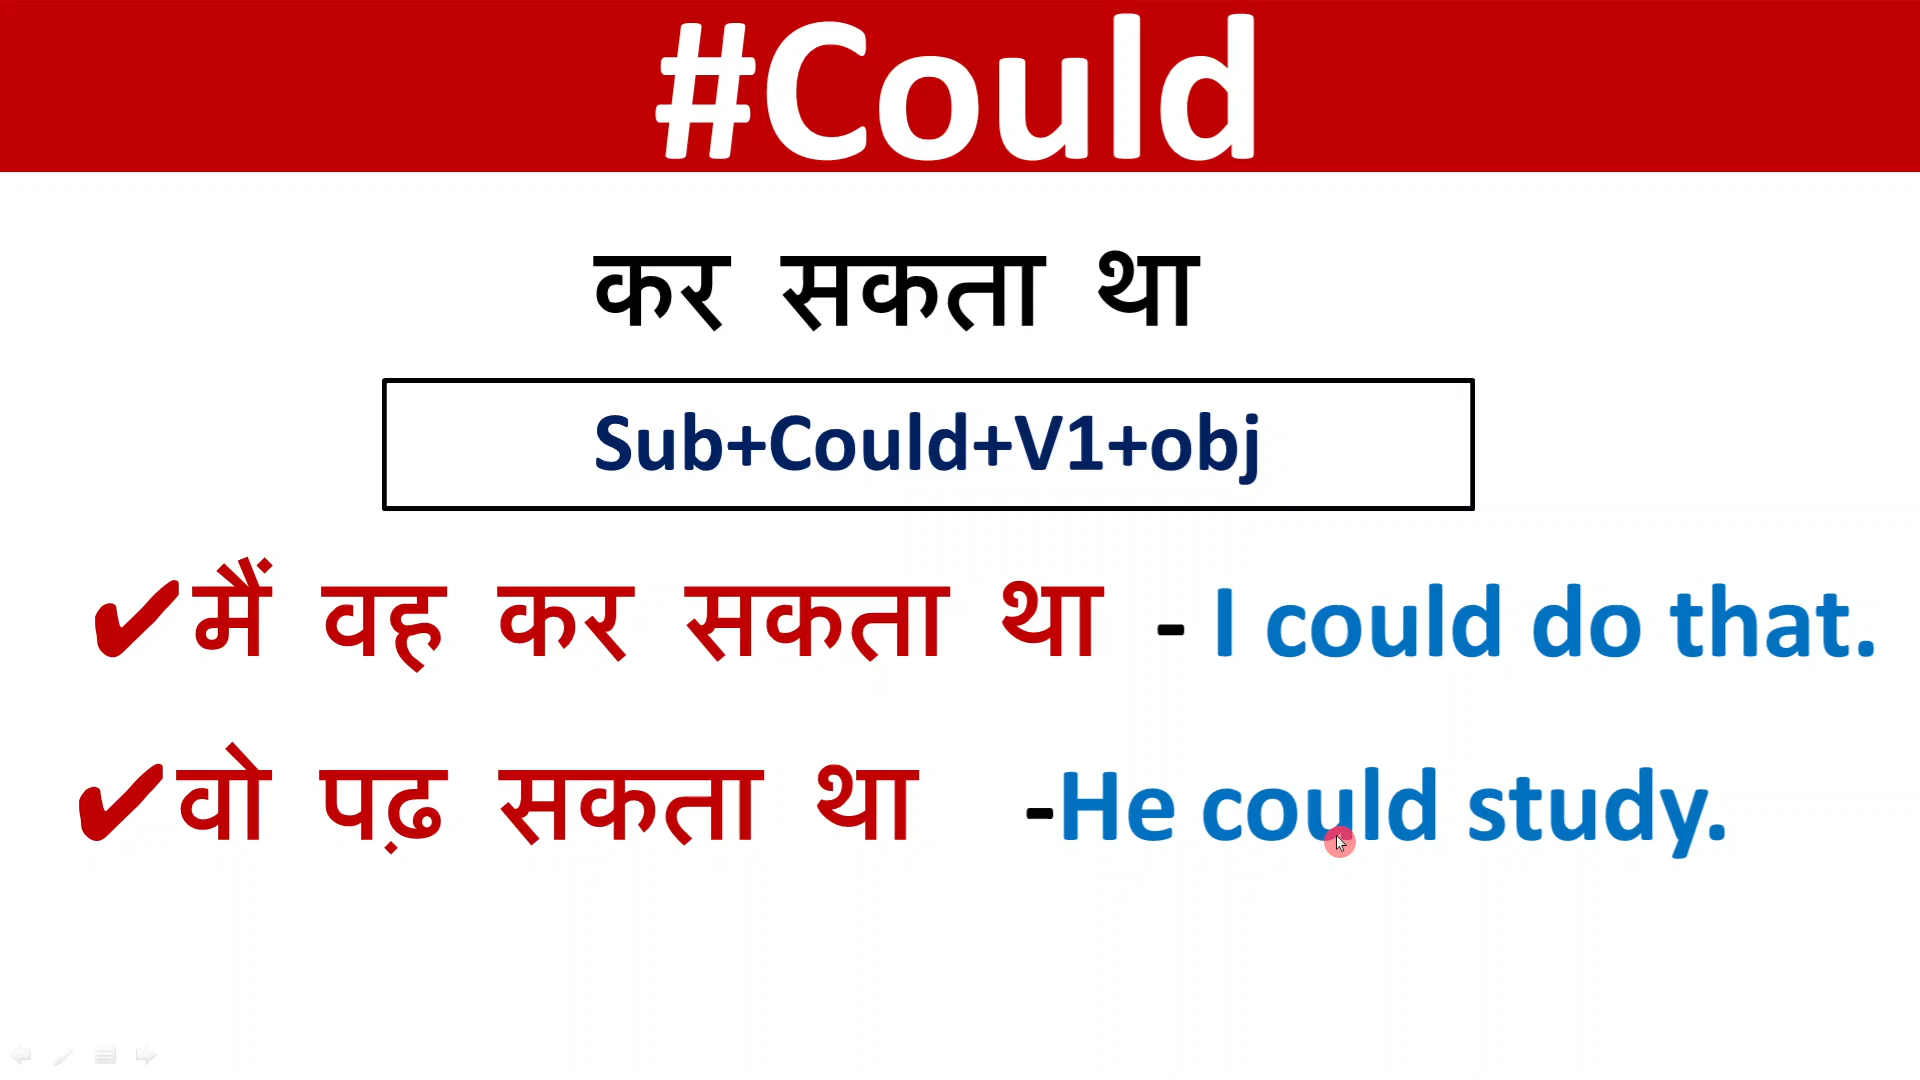 #Could
कर सकता था
Sub+Could+V1+obj
✔मैं वह कर सकता था - I could do that.
✔वो पढ़ सकता था -He could study.